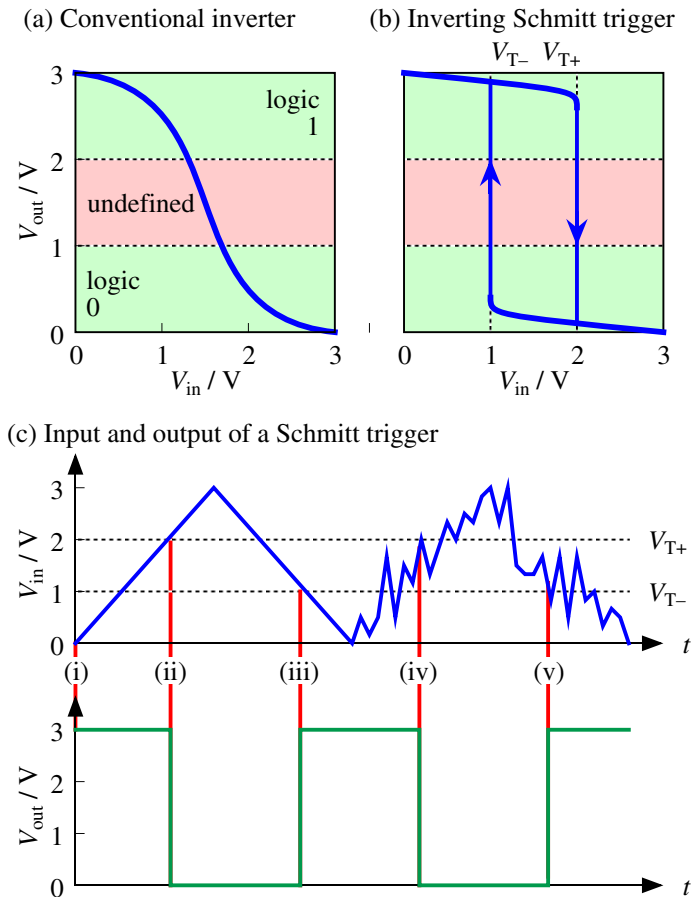 (a) Conventional inverter
(b) Inverting Schmitt trigger
V_T– V_T+
3
2
1
0
V_out / V
logic
1
undefined
logic
0
0 1 2 3
V_in / V
0 1 2 3
V_in / V
(c) Input and output of a Schmitt trigger
3
2
1
0
V_in / V
V_T+
V_T–
t
(i) (ii) (iii) (iv) (v)
3
2
1
0
V_out / V
t